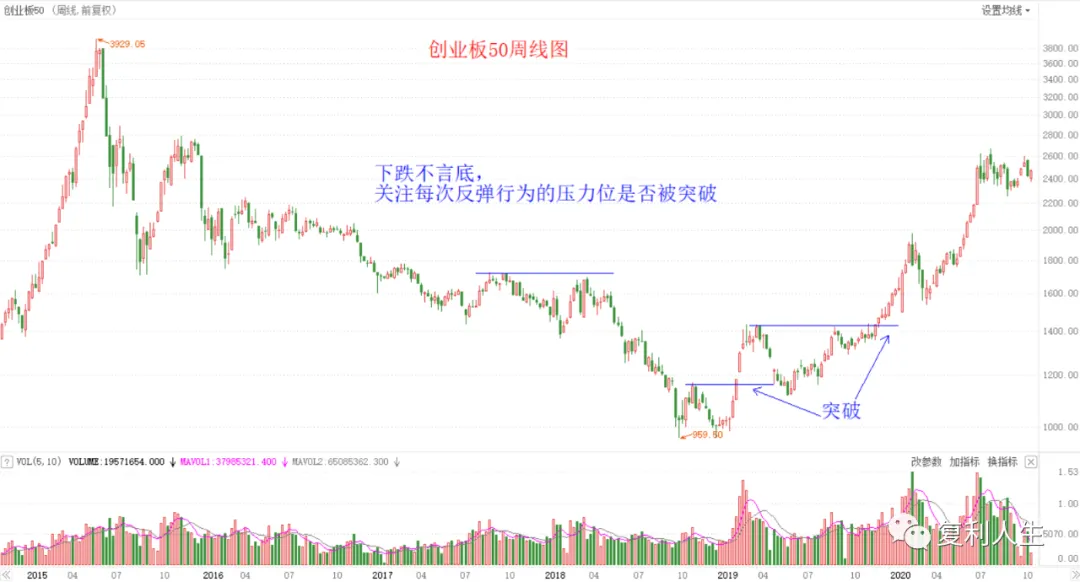 创业板50 (周线,前复权)
设置均线
3929.05
创业板50周线图
下跌不言底，
关注每次反弹行为的压力位是否被突破
突破
959.50
3800.00
3600.00
3400.00
3200.00
3000.00
2800.00
2600.00
2400.00
2200.00
2000.00
1800.00
1600.00
1400.00
1200.00
1000.00
? VOL(5,10) VOLUME:19571654.000 ↓ MAVOL1:37985321.400 ↓ MAVOL2:65085362.300 ↓
改参数 加指标 换指标
1.53
1.00
5070.00
0.00
复利人生
2015 04 07 10 2016 04 07 10 2017 04 07 10 2018 04 07 10 2019 04 07 10 2020 04 07 10